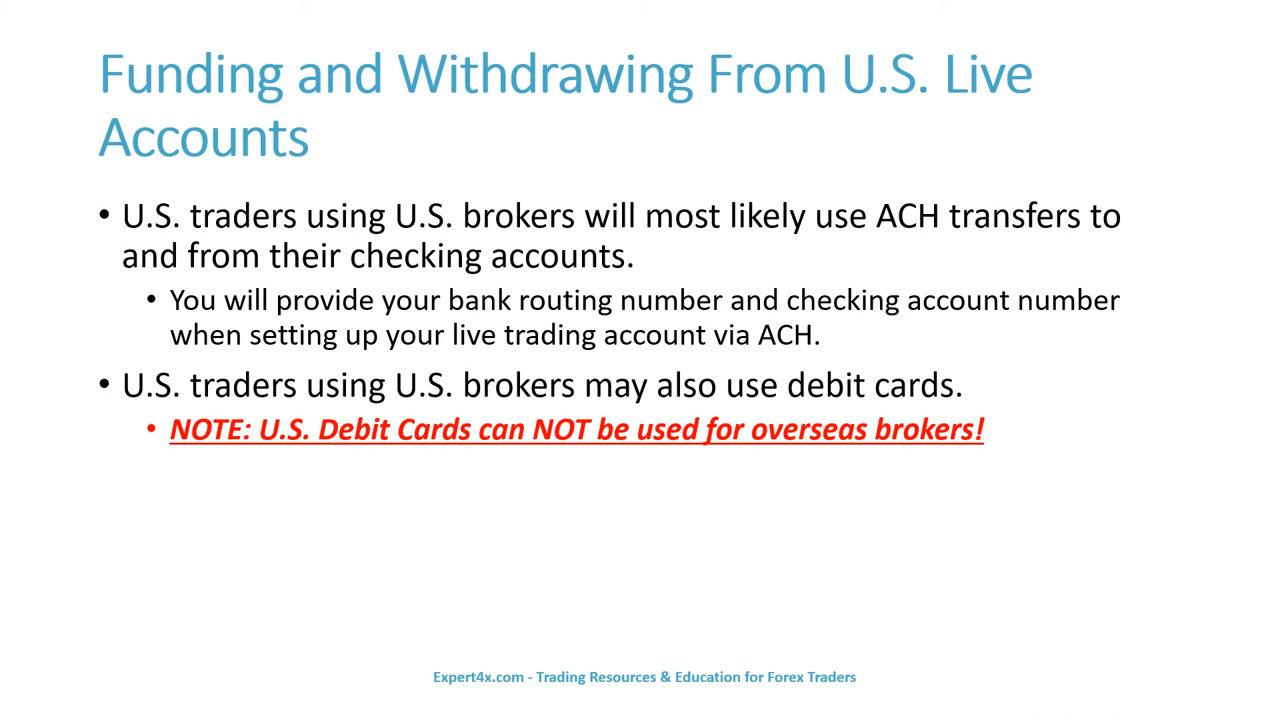 Funding and Withdrawing From U.S. Live
Accounts
• U.S. traders using U.S. brokers will most likely use ACH transfers to
and from their checking accounts.
• You will provide your bank routing number and checking account number
when setting up your live trading account via ACH.
• U.S. traders using U.S. brokers may also use debit cards.
• NOTE: U.S. Debit Cards can NOT be used for overseas brokers!
Expert4x.com - Trading Resources & Education for Forex Traders